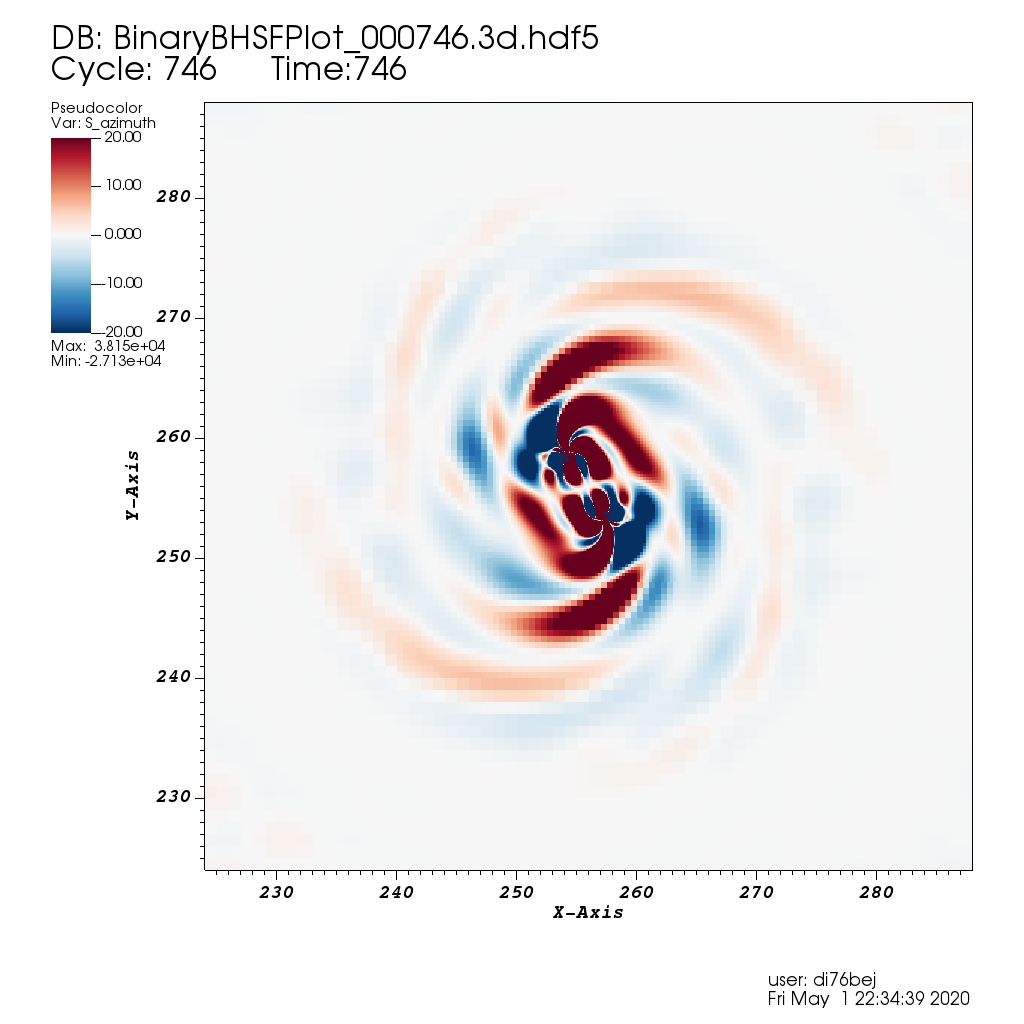 DB: BinaryBHSFPlot_000746.3d.hdf5
Cycle: 746 Time:746
Pseudocolor
Var: S_azimuth
20.00
10.00
0.000
-10.00
-20.00
Max: 3.815e+04
Min: -2.713e+04
280
270
260
250
240
230
Y-Axis
230 240 250 260 270 280
X-Axis
user: di76bej
Fri May 1 22:34:39 2020